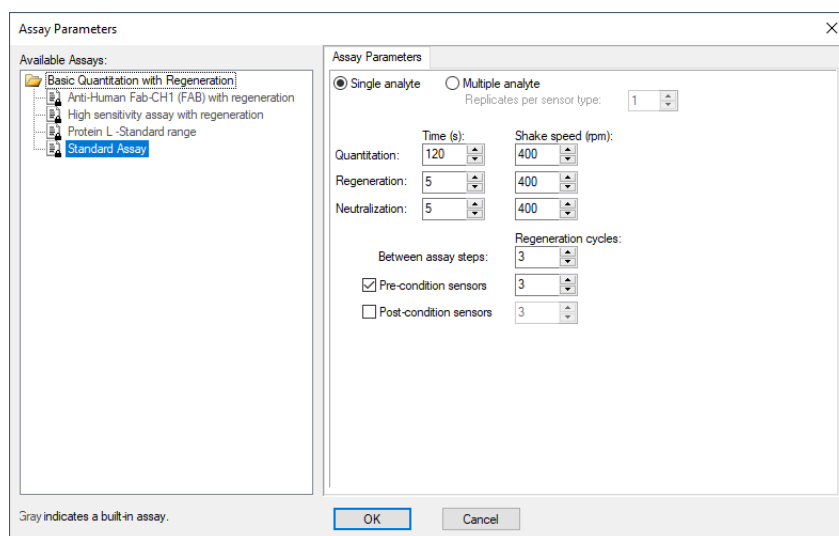 Assay Parameters
Available Assays:
Basic Quantitation with Regeneration
Anti-Human Fab-CH1 (FAB) with regeneration
High sensitivity assay with regeneration
Protein L -Standard range
Standard Assay
Assay Parameters
Single analyte Multiple analyte
Replicates per sensor type: 1
Time (s): Shake speed (rpm):
Quantitation: 120 400
Regeneration: 5 400
Neutralization: 5 400
Regeneration cycles:
Between assay steps: 3
Pre-condition sensors 3
Post-condition sensors 3
Gray indicates a built-in assay.
OK Cancel